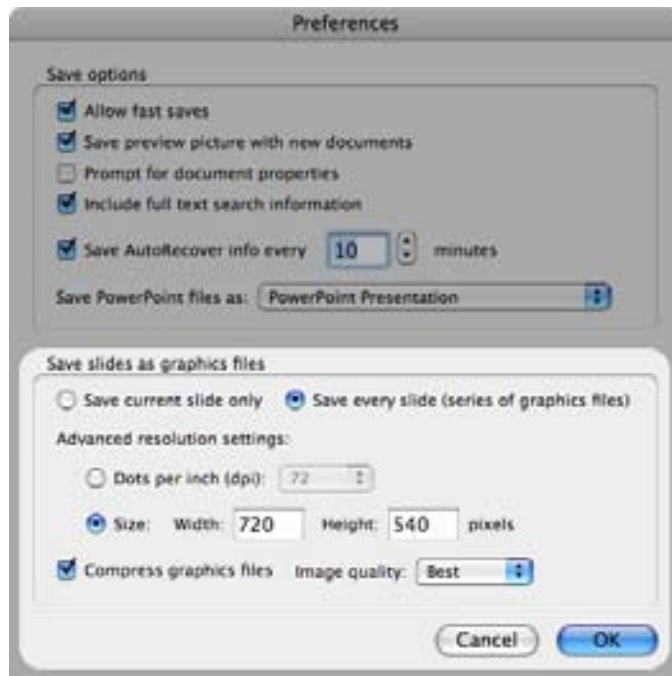 Preferences
Save options
Allow fast saves
Save preview picture with new documents
Prompt for document properties
Include full text search information
Save AutoRecover info every 10 minutes
Save PowerPoint files as: PowerPoint Presentation
Save slides as graphics files
Save current slide only Save every slide (series of graphics files)
Advanced resolution settings:
Dots per inch (dpi): 72
Size: Width: 720 Height: 540 pixels
Compress graphics files Image quality: Best
Cancel OK